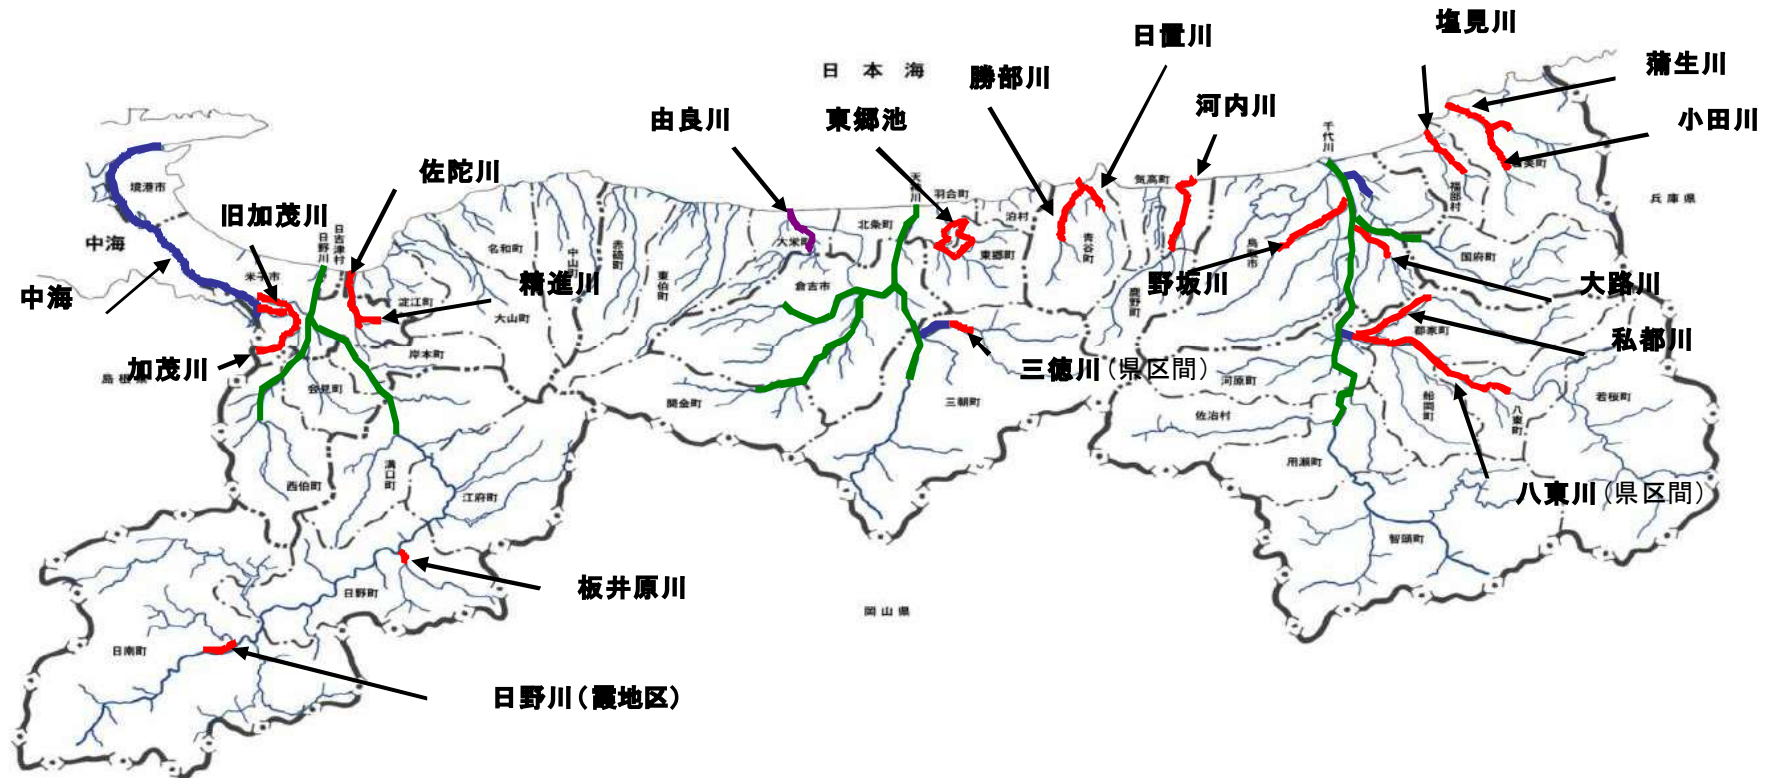 塩見川
日置川
蒲生川
日本海
勝部川
河内川
由良川
東郷池
小田川
千代川
佐陀川
境港市
気高町
福部村
兵庫県
天神川
羽合町
泊村
旧加茂川
北条町
中海
日吉津村
日野川
名和町
中山町
赤碕町
東伯町
大栄町
東郷町
青谷町
鳥取市
国府町
米子市
精進川
倉吉市
鹿野町
野坂川
大路川
中海
淀江町
大山町
郡家町
私都川
加茂川
岸本町
三徳川(県区間)
島根県
会見町
関金町
三朝町
河原町
船岡町
八東町
若桜町
佐治村
溝口町
用瀬町
西伯町
江府町
八東川(県区間)
智頭町
板井原川
日野町
岡山県
日南町
日野川(霞地区)